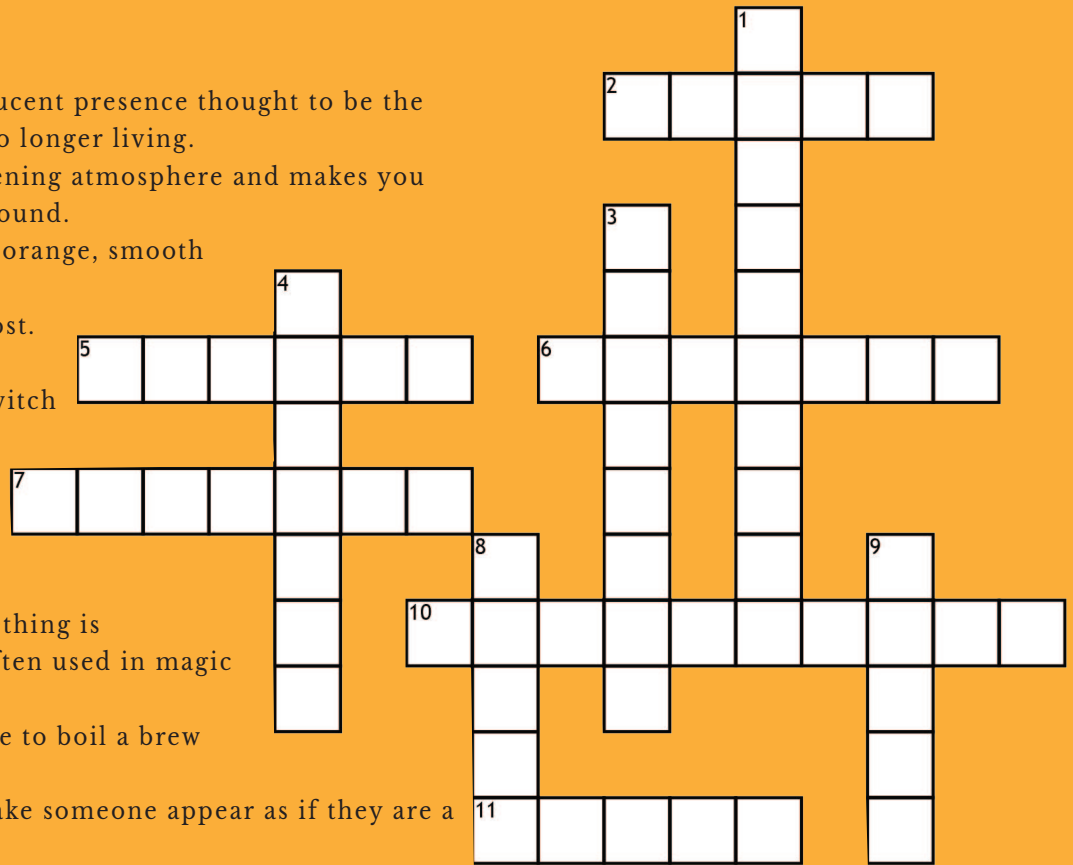 1
2
ucent presence thought to be the
o longer living.
ening atmosphere and makes you
ound.
3
orange, smooth
4
ost.
5
6
witch
7
8
9
10
thing is
ften used in magic
e to boil a brew
ake someone appear as if they are a
11